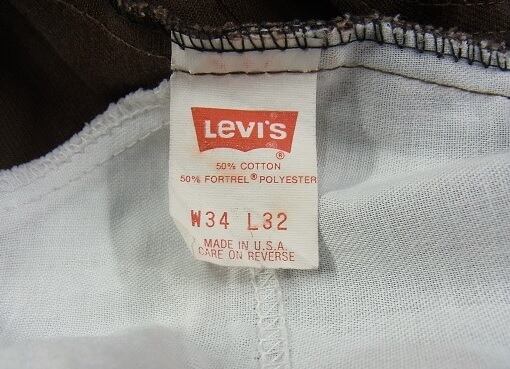 Levi's
®
50% COTTON
50% FORTREL® POLYESTER
W34 L32
MADE IN U.S.A.
CARE ON REVERSE